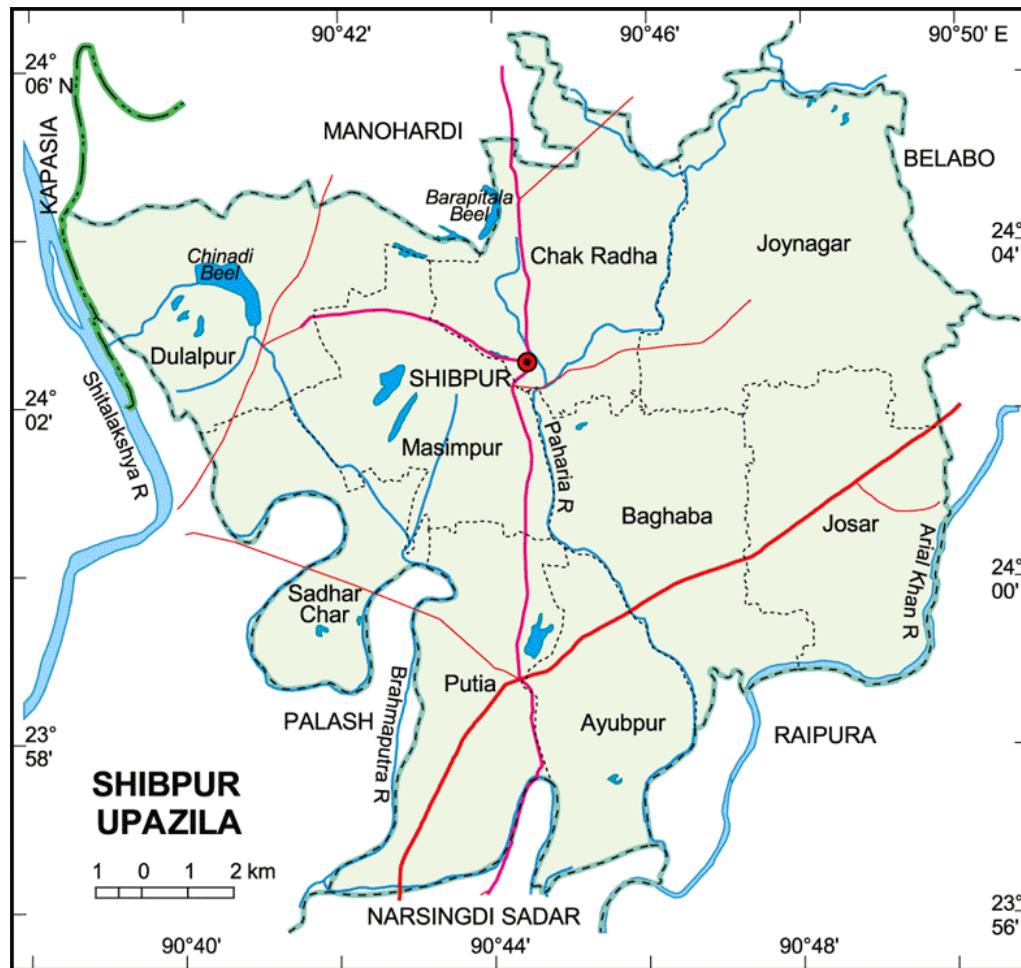 90°42'
90°46'
90°50' E
24°
06' N
KAPASIA
MANOHARDI
BELABO
Barapitala
Beel
Chinadi
Beel
Chak Radha
Joynagar
24°
04'
Dulalpur
SHIBPUR
24°
02'
Shitalakshya R
Masimpur
Paharia R
Baghaba
Josar
Arial Khan R
24°
00'
Sadhar
Char
Putia
Brahmaputra R
PALASH
Ayubpur
RAIPURA
23°
58'
SHIBPUR
UPAZILA
1 0 1 2 km
NARSINGDI SADAR
23°
56'
90°40'
90°44'
90°48'